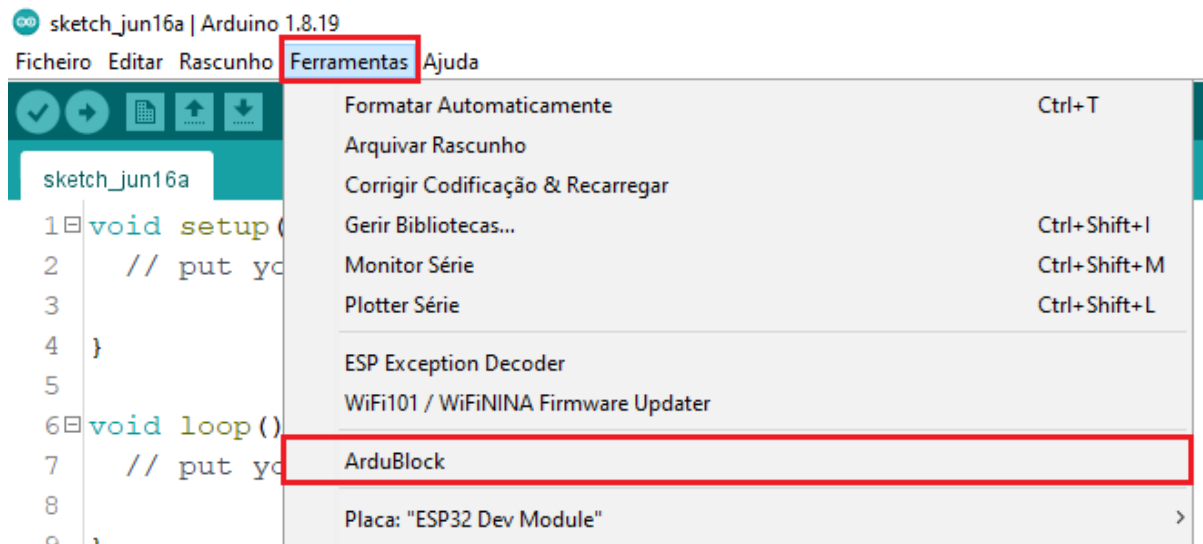 sketch_jun16a | Arduino 1.8.19
Ficheiro Editar Rascunho Ferramentas Ajuda
Formatar Automaticamente Ctrl+T
Arquivar Rascunho
sketch_jun16a
Corrigir Codificação & Recarregar
1 void setup(
Gerir Bibliotecas... Ctrl+Shift+I
2 // put yo
Monitor Série Ctrl+Shift+M
3
Plotter Série Ctrl+Shift+L
4 }
ESP Exception Decoder
5
WiFi101 / WiFiNINA Firmware Updater
6 void loop()
7 // put yo
ArduBlock
8
Placa: "ESP32 Dev Module" >